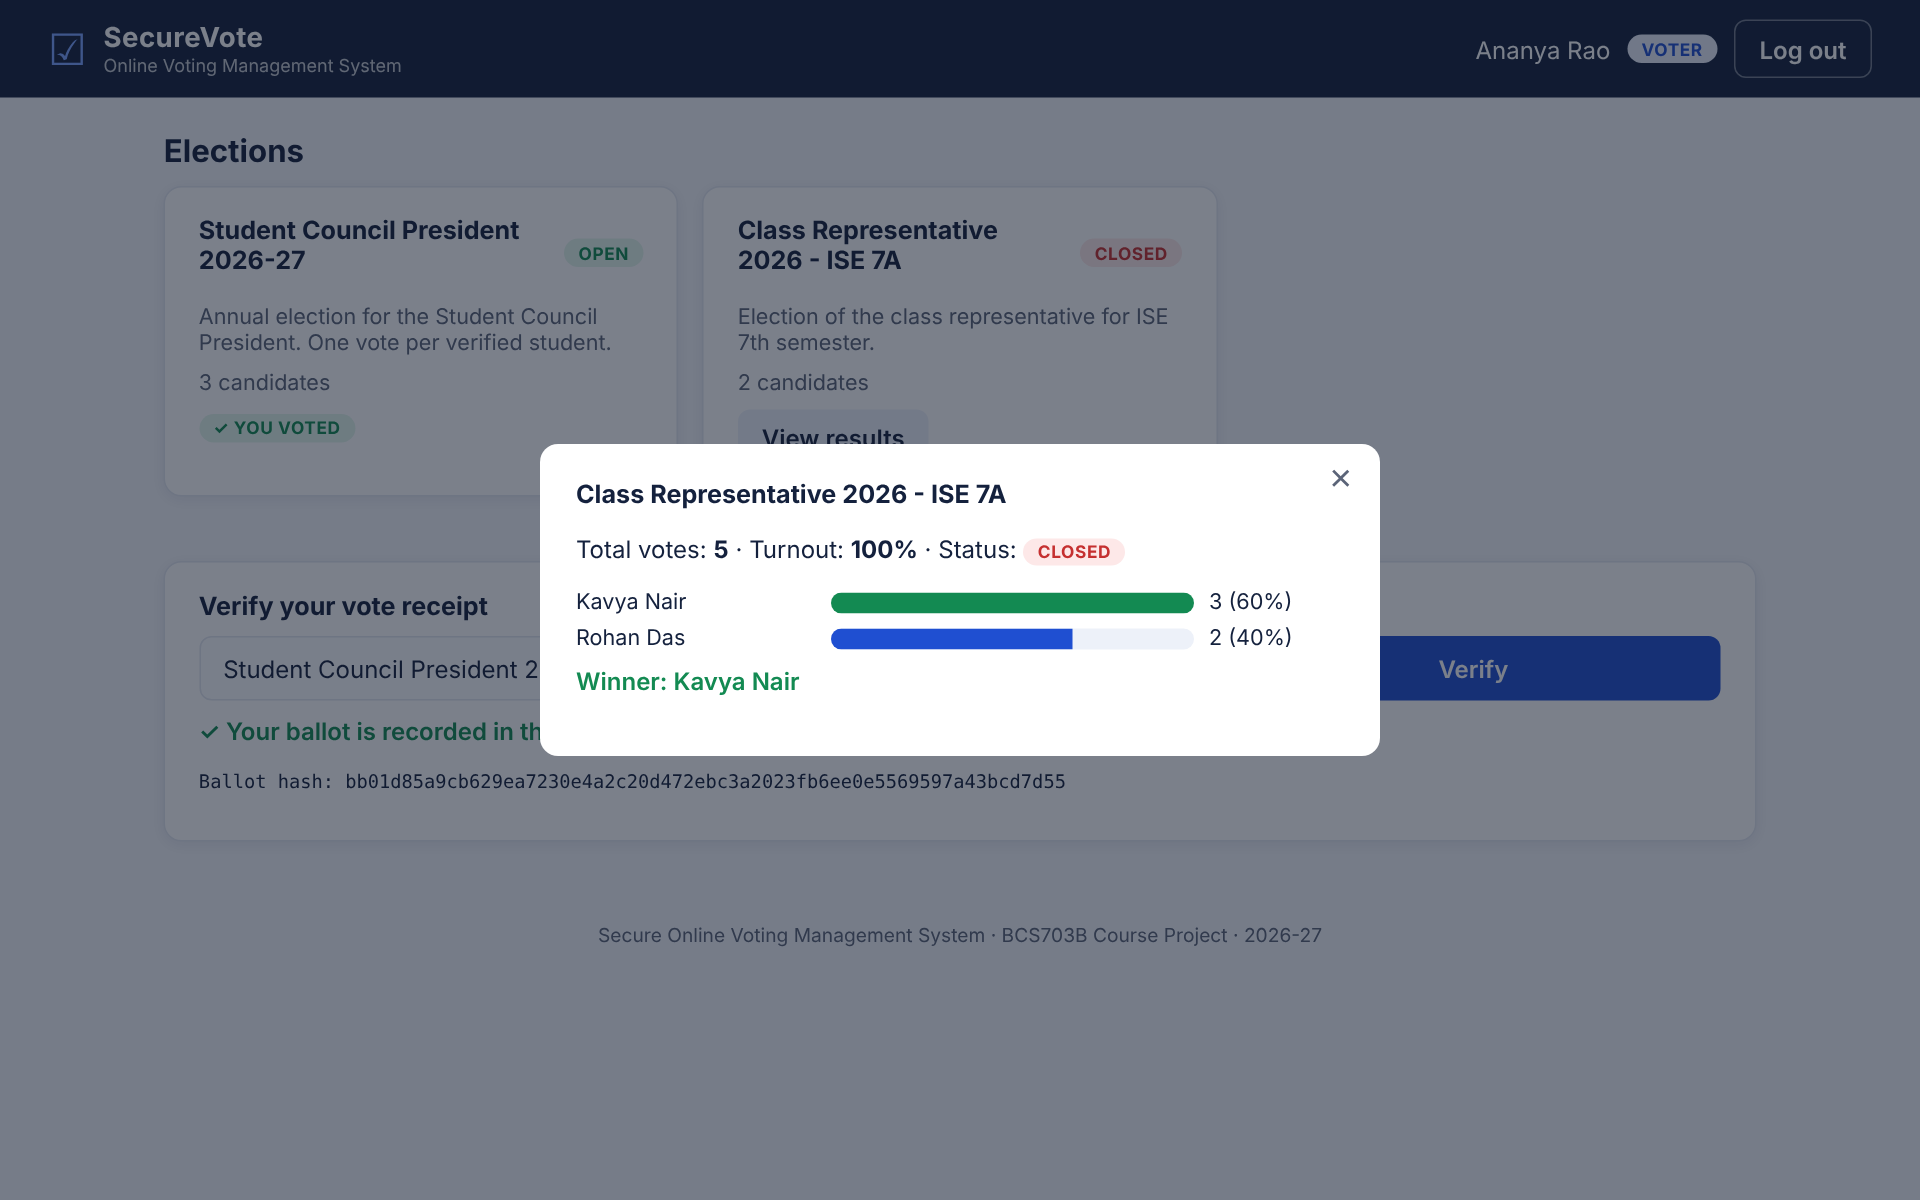 SecureVote
Online Voting Management System
Ananya Rao VOTER Log out
Elections
Student Council President
2026-27
OPEN
Annual election for the Student Council
President. One vote per verified student.
3 candidates
✓ YOU VOTED
Class Representative
2026 - ISE 7A
CLOSED
Election of the class representative for ISE
7th semester.
2 candidates
View results
Class Representative 2026 - ISE 7A
✕
Total votes: 5 · Turnout: 100% · Status: CLOSED
Kavya Nair 3 (60%)
Rohan Das 2 (40%)
Winner: Kavya Nair
Verify your vote receipt
Student Council President 2
Verify
✓ Your ballot is recorded in th
Ballot hash: bb01d85a9cb629ea7230e4a2c20d472ebc3a2023fb6ee0e5569597a43bcd7d55
Secure Online Voting Management System · BCS703B Course Project · 2026-27